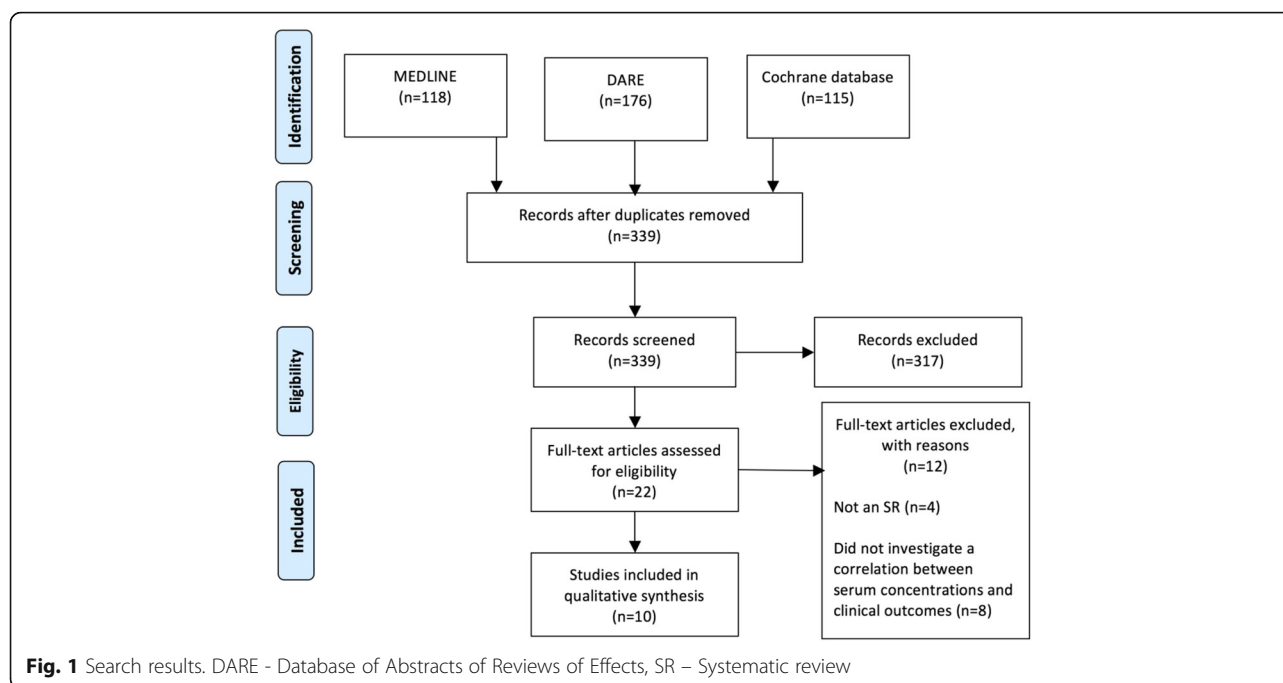 Identification
MEDLINE
(n=118)
DARE
(n=176)
Cochrane database
(n=115)
Screening
Records after duplicates removed
(n=339)
Eligibility
Records screened
(n=339)
Records excluded
(n=317)
Full-text articles assessed
for eligibility
(n=22)
Full-text articles excluded,
with reasons
(n=12)
Not an SR (n=4)
Did not investigate a
correlation between
serum concentrations and
clinical outcomes (n=8)
Included
Studies included in
qualitative synthesis
(n=10)
Fig. 1 Search results. DARE - Database of Abstracts of Reviews of Effects, SR – Systematic review